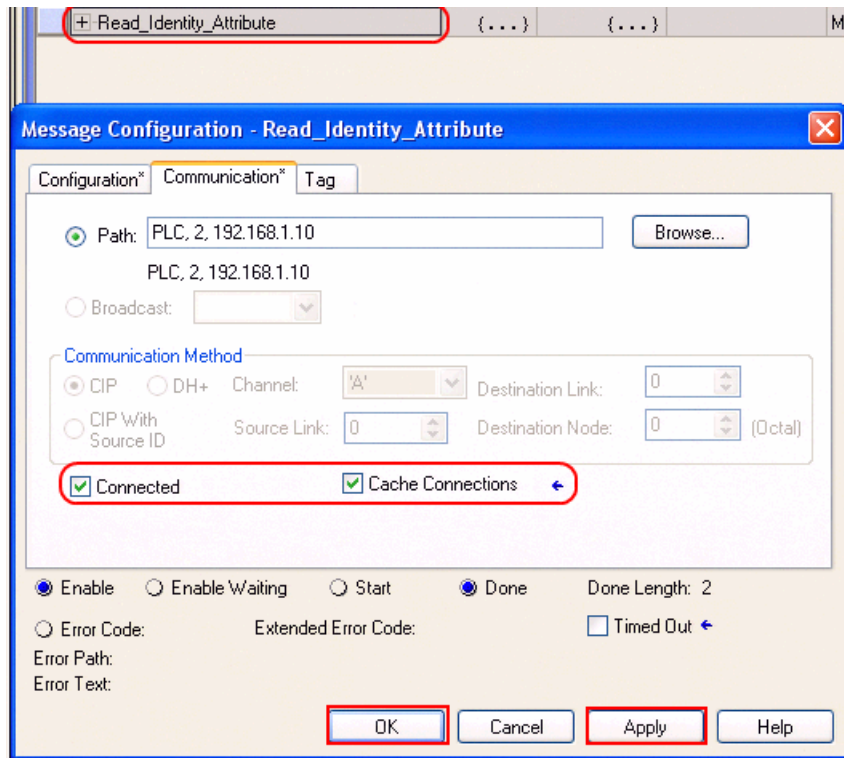 + Read_Identity_Attribute {...} {...} M
Message Configuration - Read_Identity_Attribute
Configuration* Communication* Tag
Path: PLC, 2, 192.168.1.10 Browse...
PLC, 2, 192.168.1.10
Broadcast:
Communication Method
CIP DH+ Channel: 'A' Destination Link: 0
CIP With
Source ID Source Link: 0 Destination Node: 0 (Octal)
Connected Cache Connections
Enable Enable Waiting Start Done Done Length: 2
Error Code: Extended Error Code: Timed Out
Error Path:
Error Text:
OK Cancel Apply Help